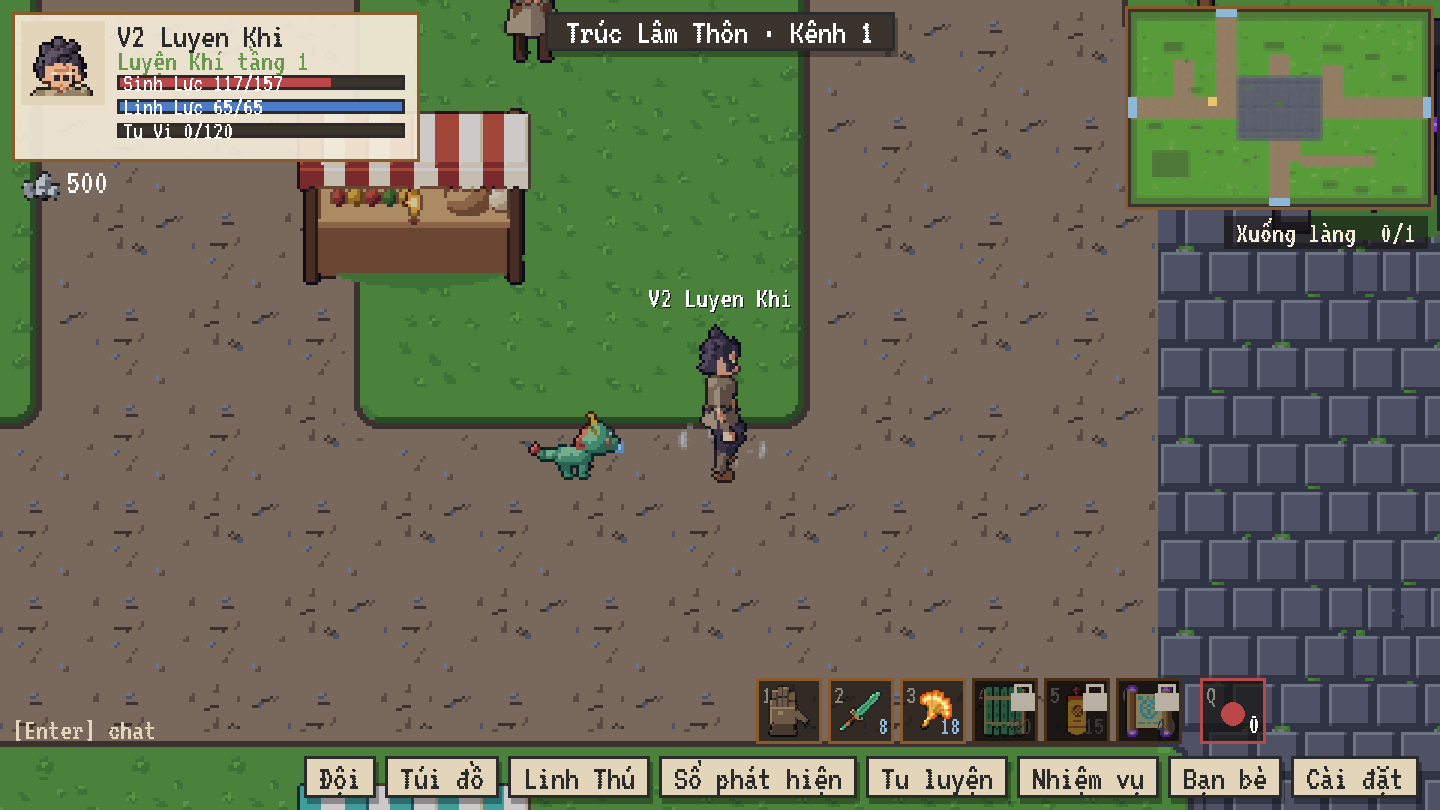 V2 Luyen Khi
Luyện Khí tầng 1
Sinh Lực 117/157
Linh Lực 65/65
Tu Vi 0/120
500
Trúc Lâm Thôn · Kênh 1
Xuống làng 0/1
V2 Luyen Khi
[Enter] chat
1
2
8
3
18
5
15
Q
0
Đội
Túi đồ
Linh Thú
Sổ phát hiện
Tu luyện
Nhiệm vụ
Bạn bè
Cài đặt